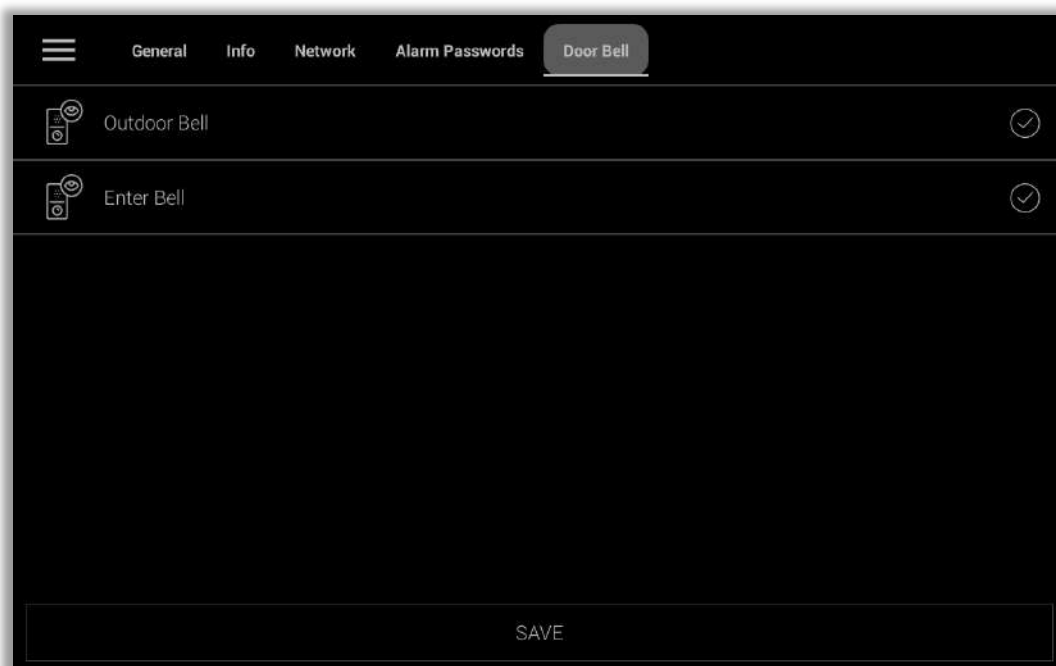 General Info Network Alarm Passwords Door Bell
Outdoor Bell
Enter Bell
SAVE